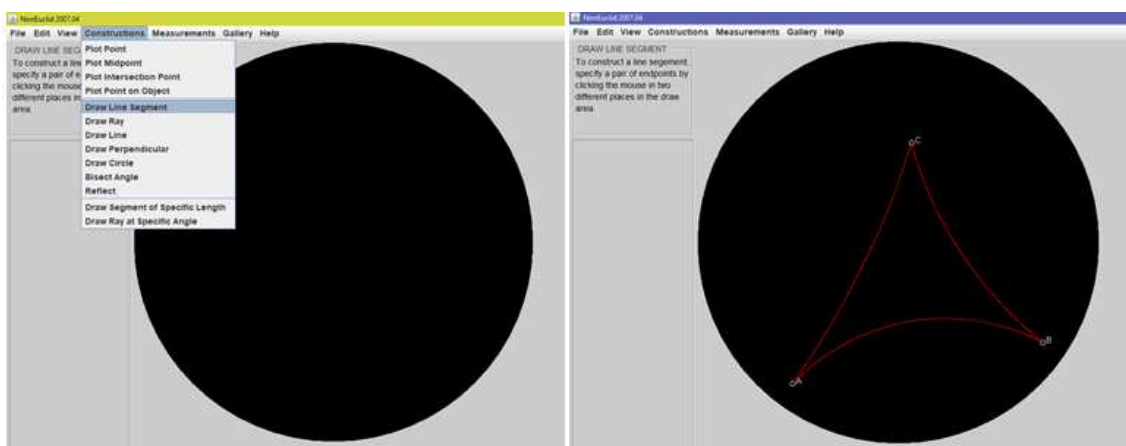 NonEuclid 2007.04
File Edit View Constructions Measurements Gallery Help
DRAW LINE SEG
To construct a line
specify a pair of e
clicking the mouse
different places in
area.
Plot Point
Plot Midpoint
Plot Intersection Point
Plot Point on Object
Draw Line Segment
Draw Ray
Draw Line
Draw Perpendicular
Draw Circle
Bisect Angle
Reflect
Draw Segment of Specific Length
Draw Ray at Specific Angle
NonEuclid 2007.04
File Edit View Constructions Measurements Gallery Help
DRAW LINE SEGMENT
To construct a line segement,
specify a pair of endpoints by
clicking the mouse in two
different places in the draw
area.
C
B
A